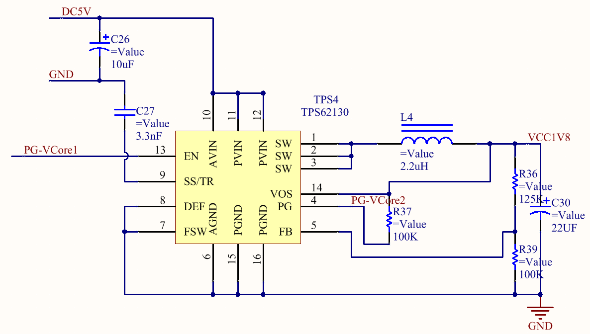 DC5V
C26
=Value
10uF
GND
C27
=Value
3.3nF
TPS4
TPS62130
10
11
12
AVIN
PVIN
PVIN
PG-VCore1
13
EN
9
SS/TR
8
DEF
7
FSW
SW
1
SW
2
SW
3
VOS
14
PG
4
FB
5
AGND
PGND
PGND
6
15
16
L4
=Value
2.2uH
VCC1V8
PG-VCore2
R37
=Value
100K
R36
=Value
125K
C30
=Value
22UF
R39
=Value
100K
GND